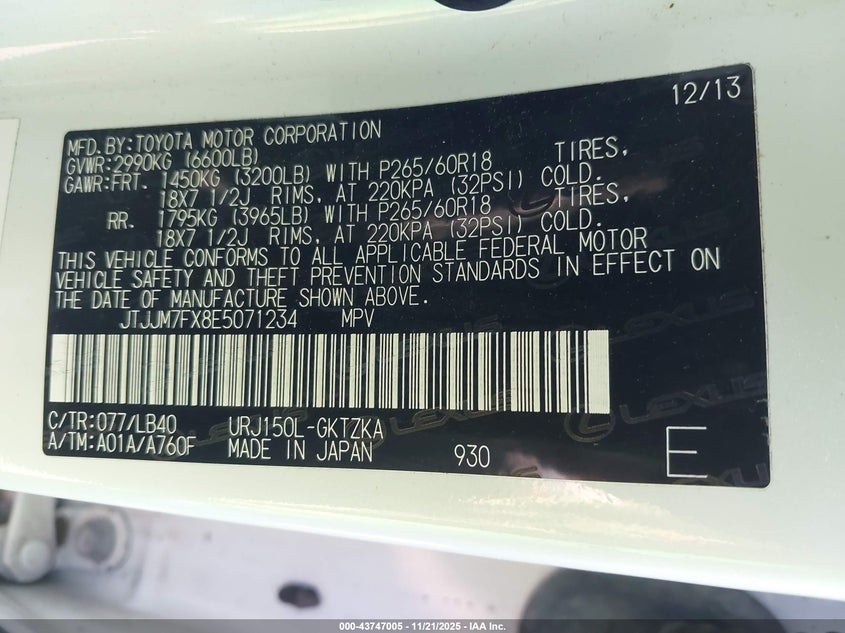 12/13
MFD. BY: TOYOTA MOTOR CORPORATION
GVWR: 2990KG (6600LB)
GAWR: FRT. 1450KG (3200LB) WITH P265/60R18 TIRES,
18X7 1/2J RIMS, AT 220KPA (32PSI) COLD.
RR. 1795KG (3965LB) WITH P265/60R18 TIRES,
18X7 1/2J RIMS, AT 220KPA (32PSI) COLD.
THIS VEHICLE CONFORMS TO ALL APPLICABLE FEDERAL MOTOR
VEHICLE SAFETY AND THEFT PREVENTION STANDARDS IN EFFECT ON
THE DATE OF MANUFACTURE SHOWN ABOVE.
JTJJM7FX8E5071234 MPV
C/TR: 077/LB40 URJ150L-GKTZKA
A/TM: A01A/A760F MADE IN JAPAN 930 E
LEXUS
000-43747005 - 11/21/2025 - IAA Inc.